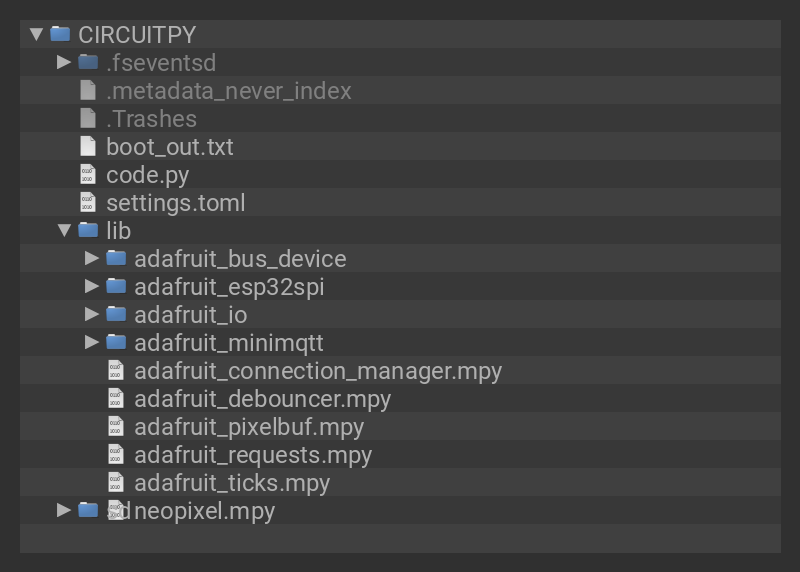 CIRCUITPY
.fseventsd
.metadata_never_index
.Trashes
boot_out.txt
code.py
settings.toml
lib
adafruit_bus_device
adafruit_esp32spi
adafruit_io
adafruit_minimqtt
adafruit_connection_manager.mpy
adafruit_debouncer.mpy
adafruit_pixelbuf.mpy
adafruit_requests.mpy
adafruit_ticks.mpy
sd neopixel.mpy